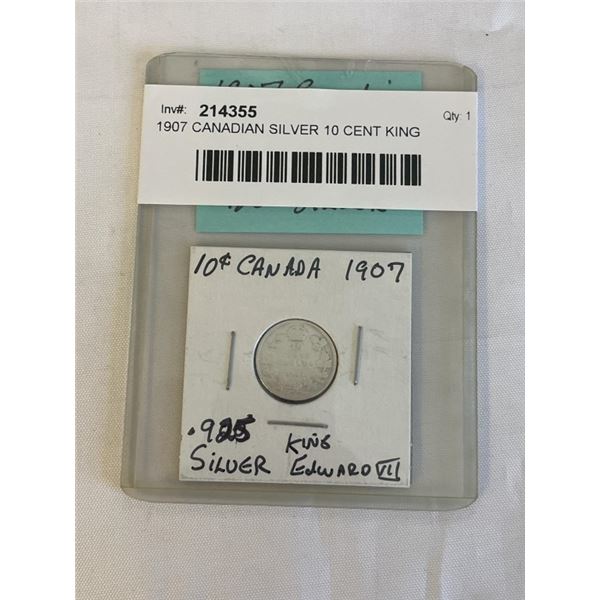 Inv#: 214355 Qty: 1
1907 CANADIAN SILVER 10 CENT KING
10¢ CANADA 1907
.925 KING
SILVER EDWARD VII